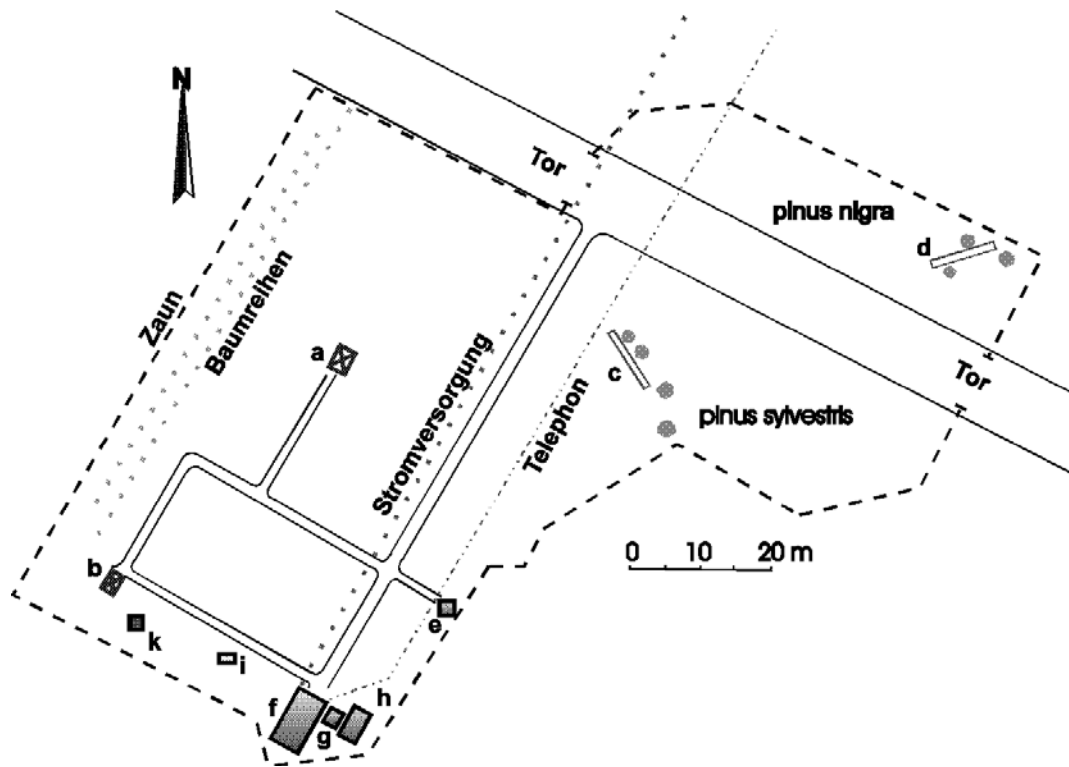 N
Tor
pinus nigra
d
Zaun
Baumreihen
a
Stromversorgung
c
Telephon
Tor
pinus sylvestris
0 10 20 m
b
k
i
e
f
g
h